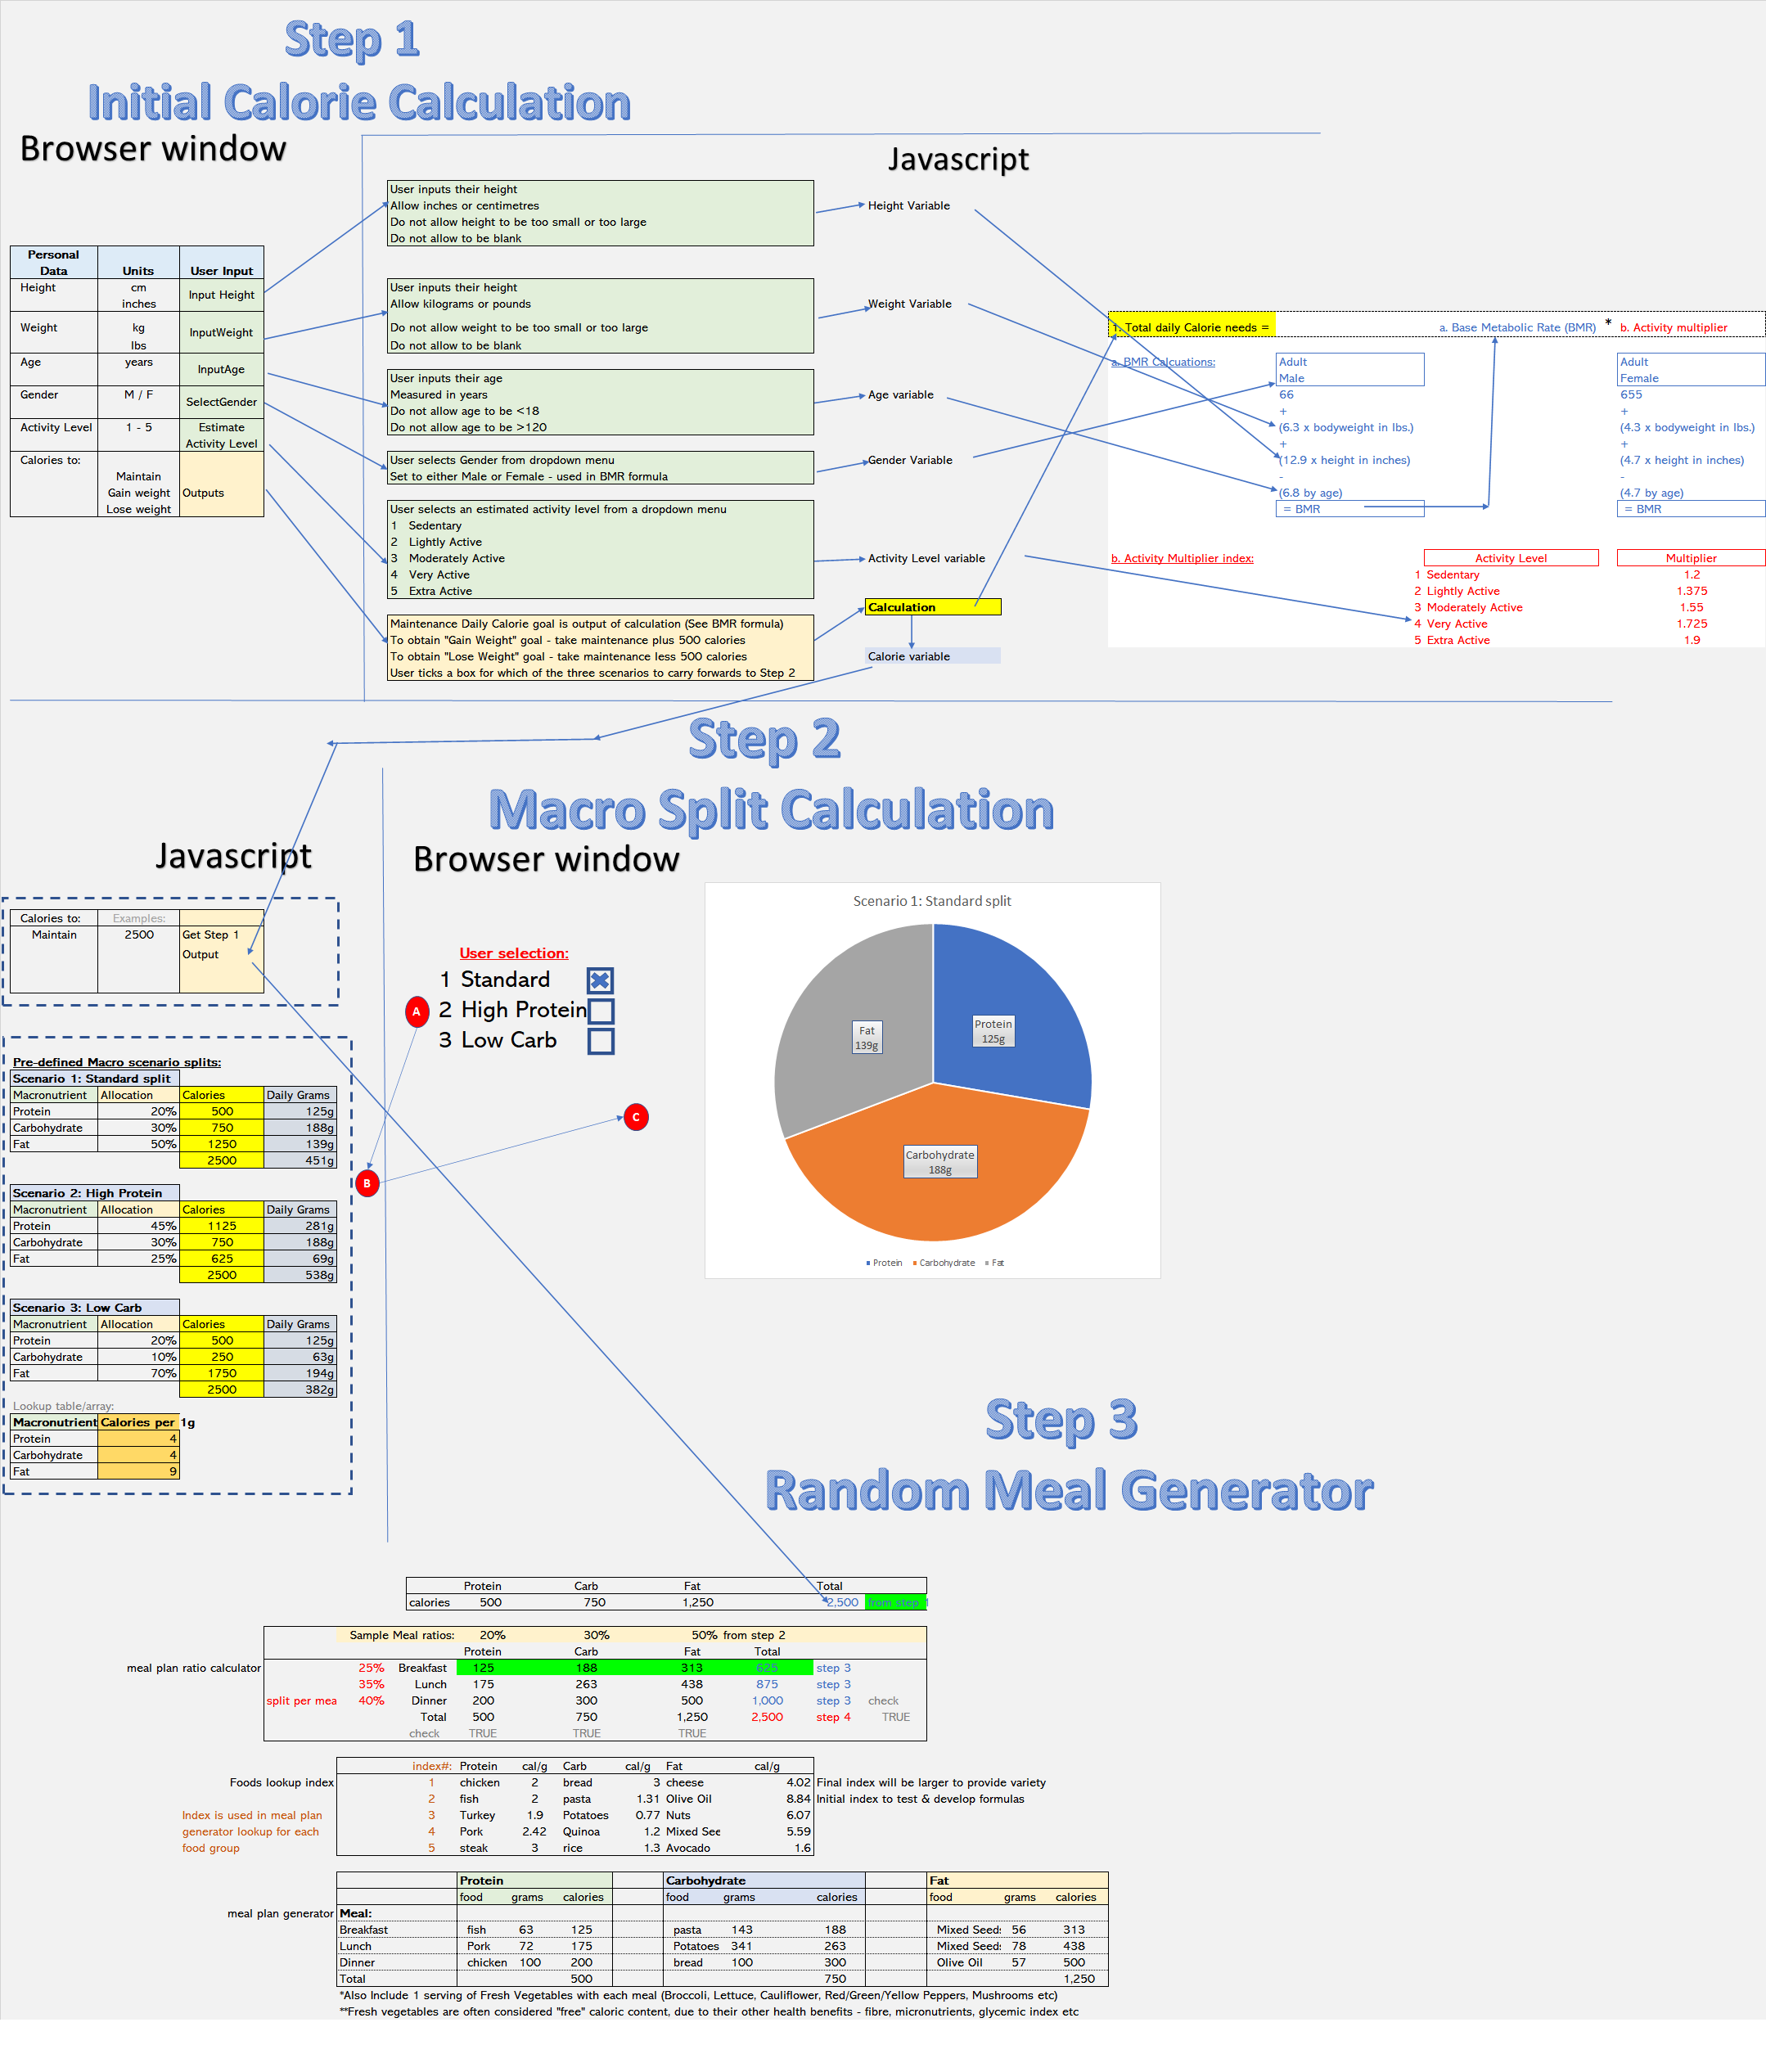 Step 1
Initial Calorie Calculation
Browser window
Javascript
Personal Data Units User Input
Height cm inches Input Height
Weight kg lbs InputWeight
Age years InputAge
Gender M / F SelectGender
Activity Level 1 - 5 Estimate Activity Level
Calories to: Maintain Gain weight Lose weight Outputs
User inputs their height
Allow inches or centimetres
Do not allow height to be too small or too large
Do not allow to be blank
User inputs their height
Allow kilograms or pounds
Do not allow weight to be too small or too large
Do not allow to be blank
User inputs their age
Measured in years
Do not allow age to be <18
Do not allow age to be >120
User selects Gender from dropdown menu
Set to either Male or Female - used in BMR formula
User selects an estimated activity level from a dropdown menu
1 Sedentary
2 Lightly Active
3 Moderately Active
4 Very Active
5 Extra Active
Maintenance Daily Calorie goal is output of calculation (See BMR formula)
To obtain "Gain Weight" goal - take maintenance plus 500 calories
To obtain "Lose Weight" goal - take maintenance less 500 calories
User ticks a box for which of the three scenarios to carry forwards to Step 2
Height Variable
Weight Variable
Age variable
Gender Variable
Activity Level variable
Calculation
Calorie variable
1. Total daily Calorie needs = a. Base Metabolic Rate (BMR) * b. Activity multiplier
a. BMR Calcuations: Adult Adult
Male Female
66 655
+ +
(6.3 x bodyweight in lbs.) (4.3 x bodyweight in lbs.)
+ +
(12.9 x height in inches) (4.7 x height in inches)
- -
(6.8 by age) (4.7 by age)
= BMR = BMR
b. Activity Multiplier index: Activity Level Multiplier
1 Sedentary 1.2
2 Lightly Active 1.375
3 Moderately Active 1.55
4 Very Active 1.725
5 Extra Active 1.9
Step 2
Macro Split Calculation
Javascript
Browser window
Calories to: Examples:
Maintain 2500 Get Step 1
Output
User selection:
1 Standard
2 High Protein
3 Low Carb
A
B
C
Scenario 1: Standard split
Fat
139g
Protein
125g
Carbohydrate
188g
Protein Carbohydrate Fat
Pre-defined Macro scenario splits:
Scenario 1: Standard split
Macronutrient Allocation Calories Daily Grams
Protein 20% 500 125g
Carbohydrate 30% 750 188g
Fat 50% 1250 139g
2500 451g
Scenario 2: High Protein
Macronutrient Allocation Calories Daily Grams
Protein 45% 1125 281g
Carbohydrate 30% 750 188g
Fat 25% 625 69g
2500 538g
Scenario 3: Low Carb
Macronutrient Allocation Calories Daily Grams
Protein 20% 500 125g
Carbohydrate 10% 250 63g
Fat 70% 1750 194g
2500 382g
Lookup table/array:
Macronutrient Calories per 1g
Protein 4
Carbohydrate 4
Fat 9
Step 3
Random Meal Generator
Protein Carb Fat Total
calories 500 750 1,250 2,500 from step 1
Sample Meal ratios: 20% 30% 50% from step 2
Protein Carb Fat Total
meal plan ratio calculator 25% Breakfast 125 188 313 625 step 3
35% Lunch 175 263 438 875 step 3
split per mea 40% Dinner 200 300 500 1,000 step 3 check
Total 500 750 1,250 2,500 step 4 TRUE
check TRUE TRUE TRUE
index#: Protein cal/g Carb cal/g Fat cal/g
Foods lookup index 1 chicken 2 bread 3 cheese 4.02 Final index will be larger to provide variety
2 fish 2 pasta 1.31 Olive Oil 8.84 Initial index to test & develop formulas
Index is used in meal plan 3 Turkey 1.9 Potatoes 0.77 Nuts 6.07
generator lookup for each 4 Pork 2.42 Quinoa 1.2 Mixed See 5.59
food group 5 steak 3 rice 1.3 Avocado 1.6
Protein Carbohydrate Fat
food grams calories food grams calories food grams calories
meal plan generator Meal:
Breakfast fish 63 125 pasta 143 188 Mixed Seeds 56 313
Lunch Pork 72 175 Potatoes 341 263 Mixed Seeds 78 438
Dinner chicken 100 200 bread 100 300 Olive Oil 57 500
Total 500 750 1,250
*Also Include 1 serving of Fresh Vegetables with each meal (Broccoli, Lettuce, Cauliflower, Red/Green/Yellow Peppers, Mushrooms etc)
**Fresh vegetables are often considered "free" caloric content, due to their other health benefits - fibre, micronutrients, glycemic index etc